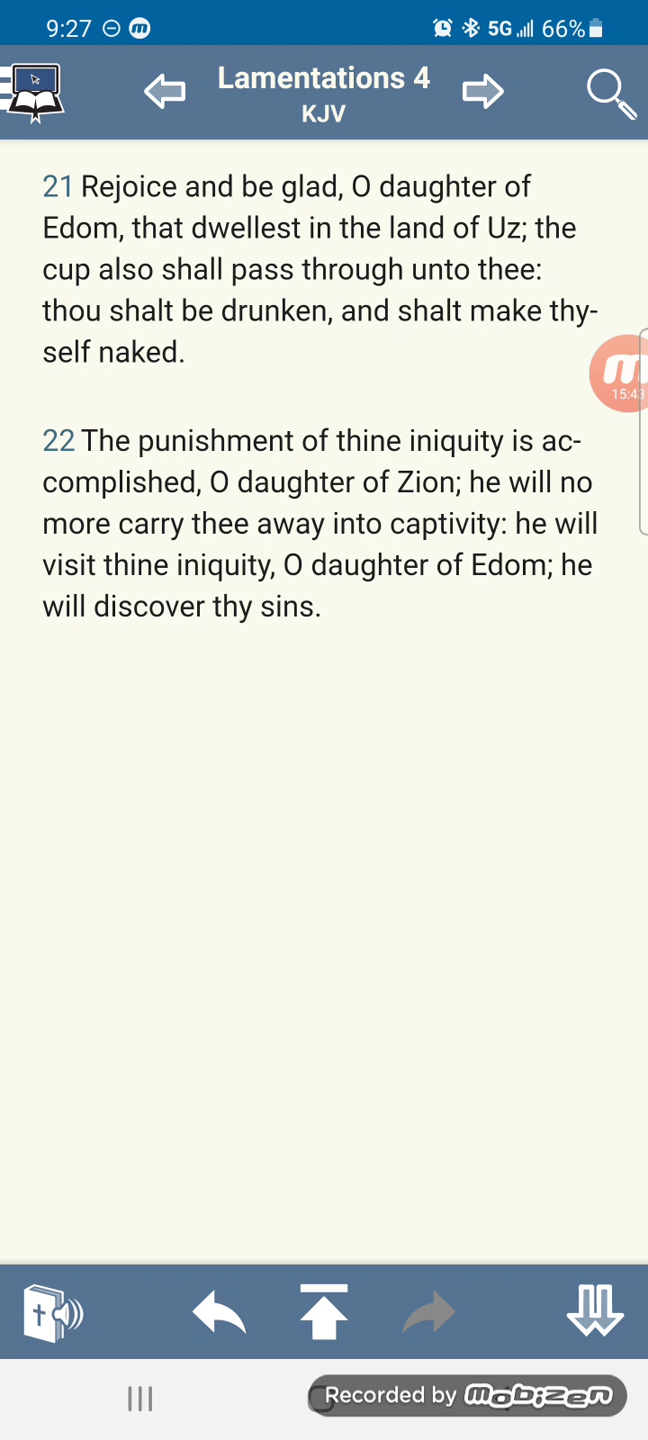 9:27 m 5G 66%
Lamentations 4
KJV
21 Rejoice and be glad, O daughter of
Edom, that dwellest in the land of Uz; the
cup also shall pass through unto thee:
thou shalt be drunken, and shalt make thy-
self naked.
m
15:43
22 The punishment of thine iniquity is ac-
complished, O daughter of Zion; he will no
more carry thee away into captivity: he will
visit thine iniquity, O daughter of Edom; he
will discover thy sins.
Recorded by mobizen